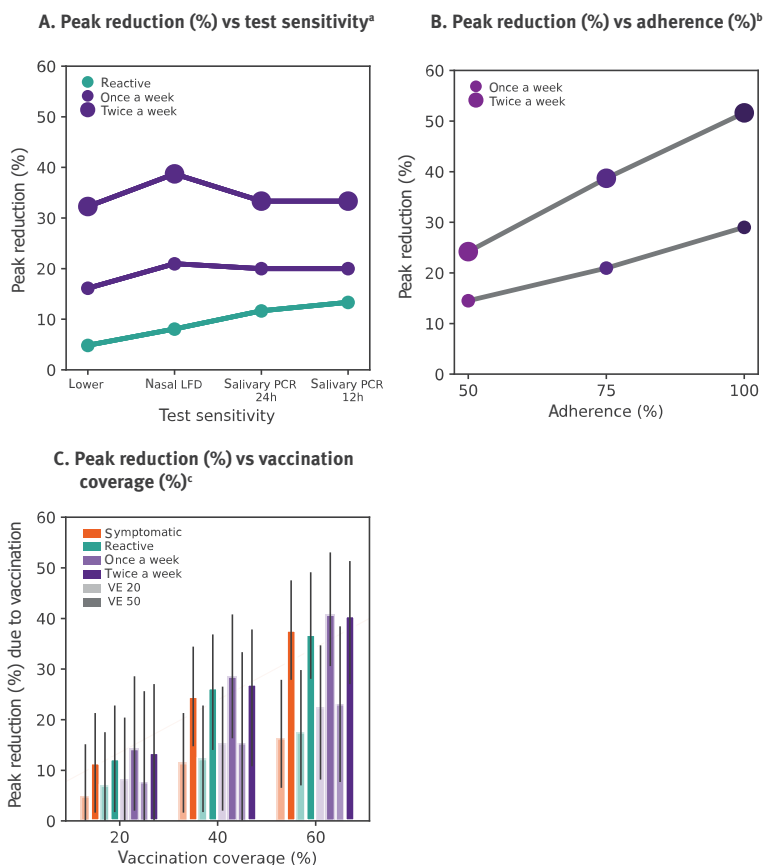 A. Peak reduction (%) vs test sensitivityᵃ
60
50
40
30
20
10
0
Peak reduction (%)
Reactive
Once a week
Twice a week
Lower
Nasal LFD
Salivary PCR
24h
Salivary PCR
12h
Test sensitivity
B. Peak reduction (%) vs adherence (%)ᵇ
60
50
40
30
20
10
0
Peak reduction (%)
Once a week
Twice a week
50
75
100
Adherence (%)
C. Peak reduction (%) vs vaccination
coverage (%)ᶜ
60
50
40
30
20
10
0
Peak reduction (%) due to vaccination
Symptomatic
Reactive
Once a week
Twice a week
VE 20
VE 50
20
40
60
Vaccination coverage (%)